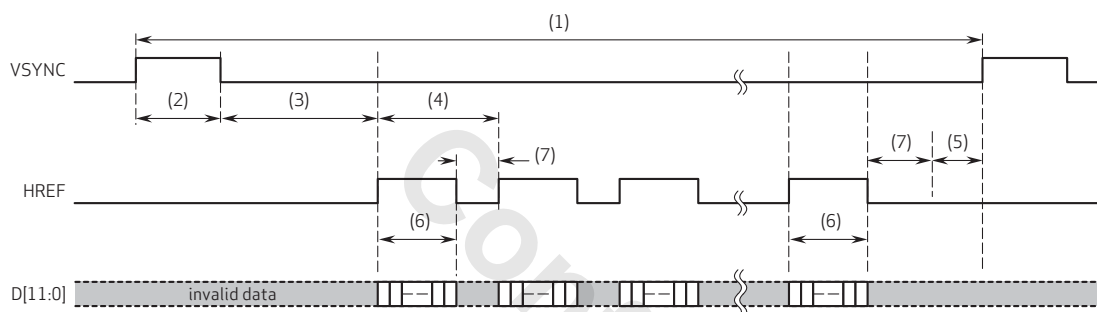 (1)
VSYNC
(2) (3) (4)
(7) (7) (5)
HREF
(6) (6)
D[11:0] invalid data